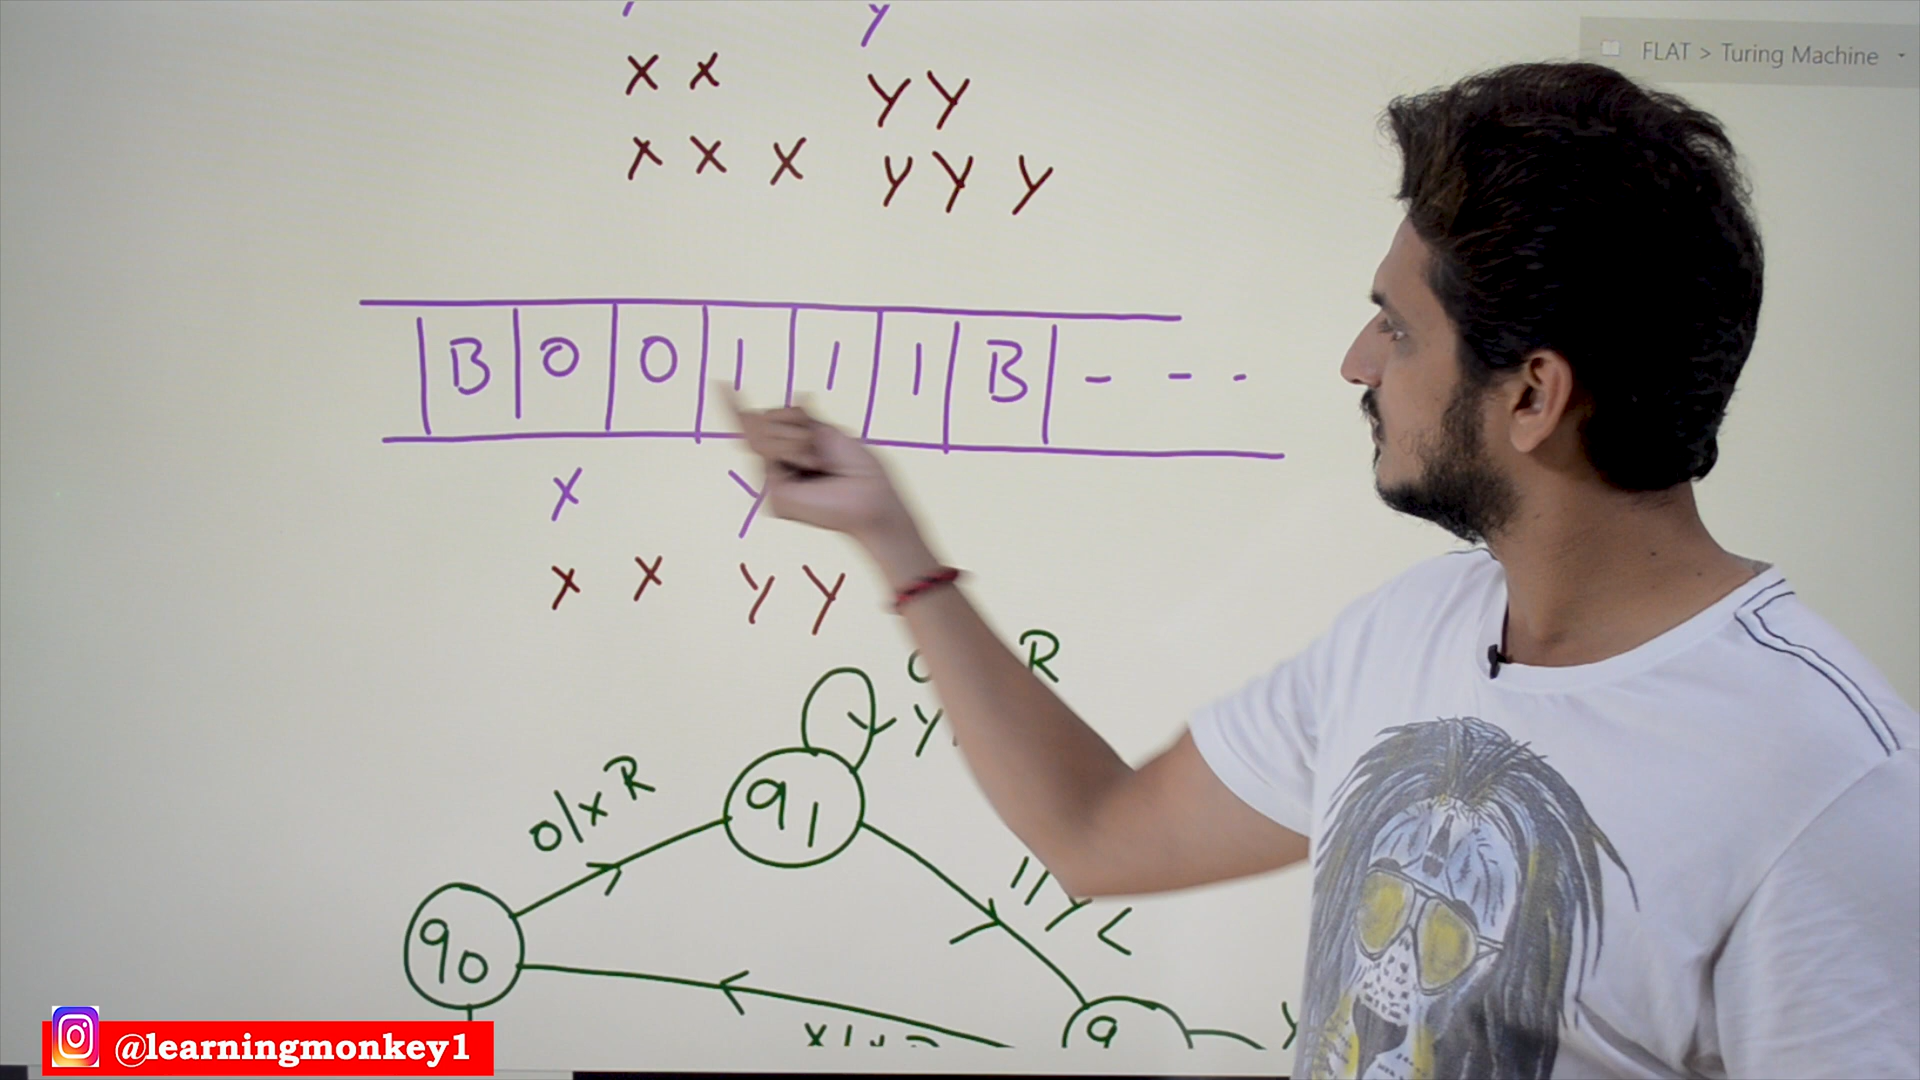 y
FLAT > Turing Machine
x x y y
x x x y y y
B 0 0 1 1 1 B - - -
x y
x x y y
R
y
0/x R
q1
1/y L
q0
q
y
@learningmonkey1